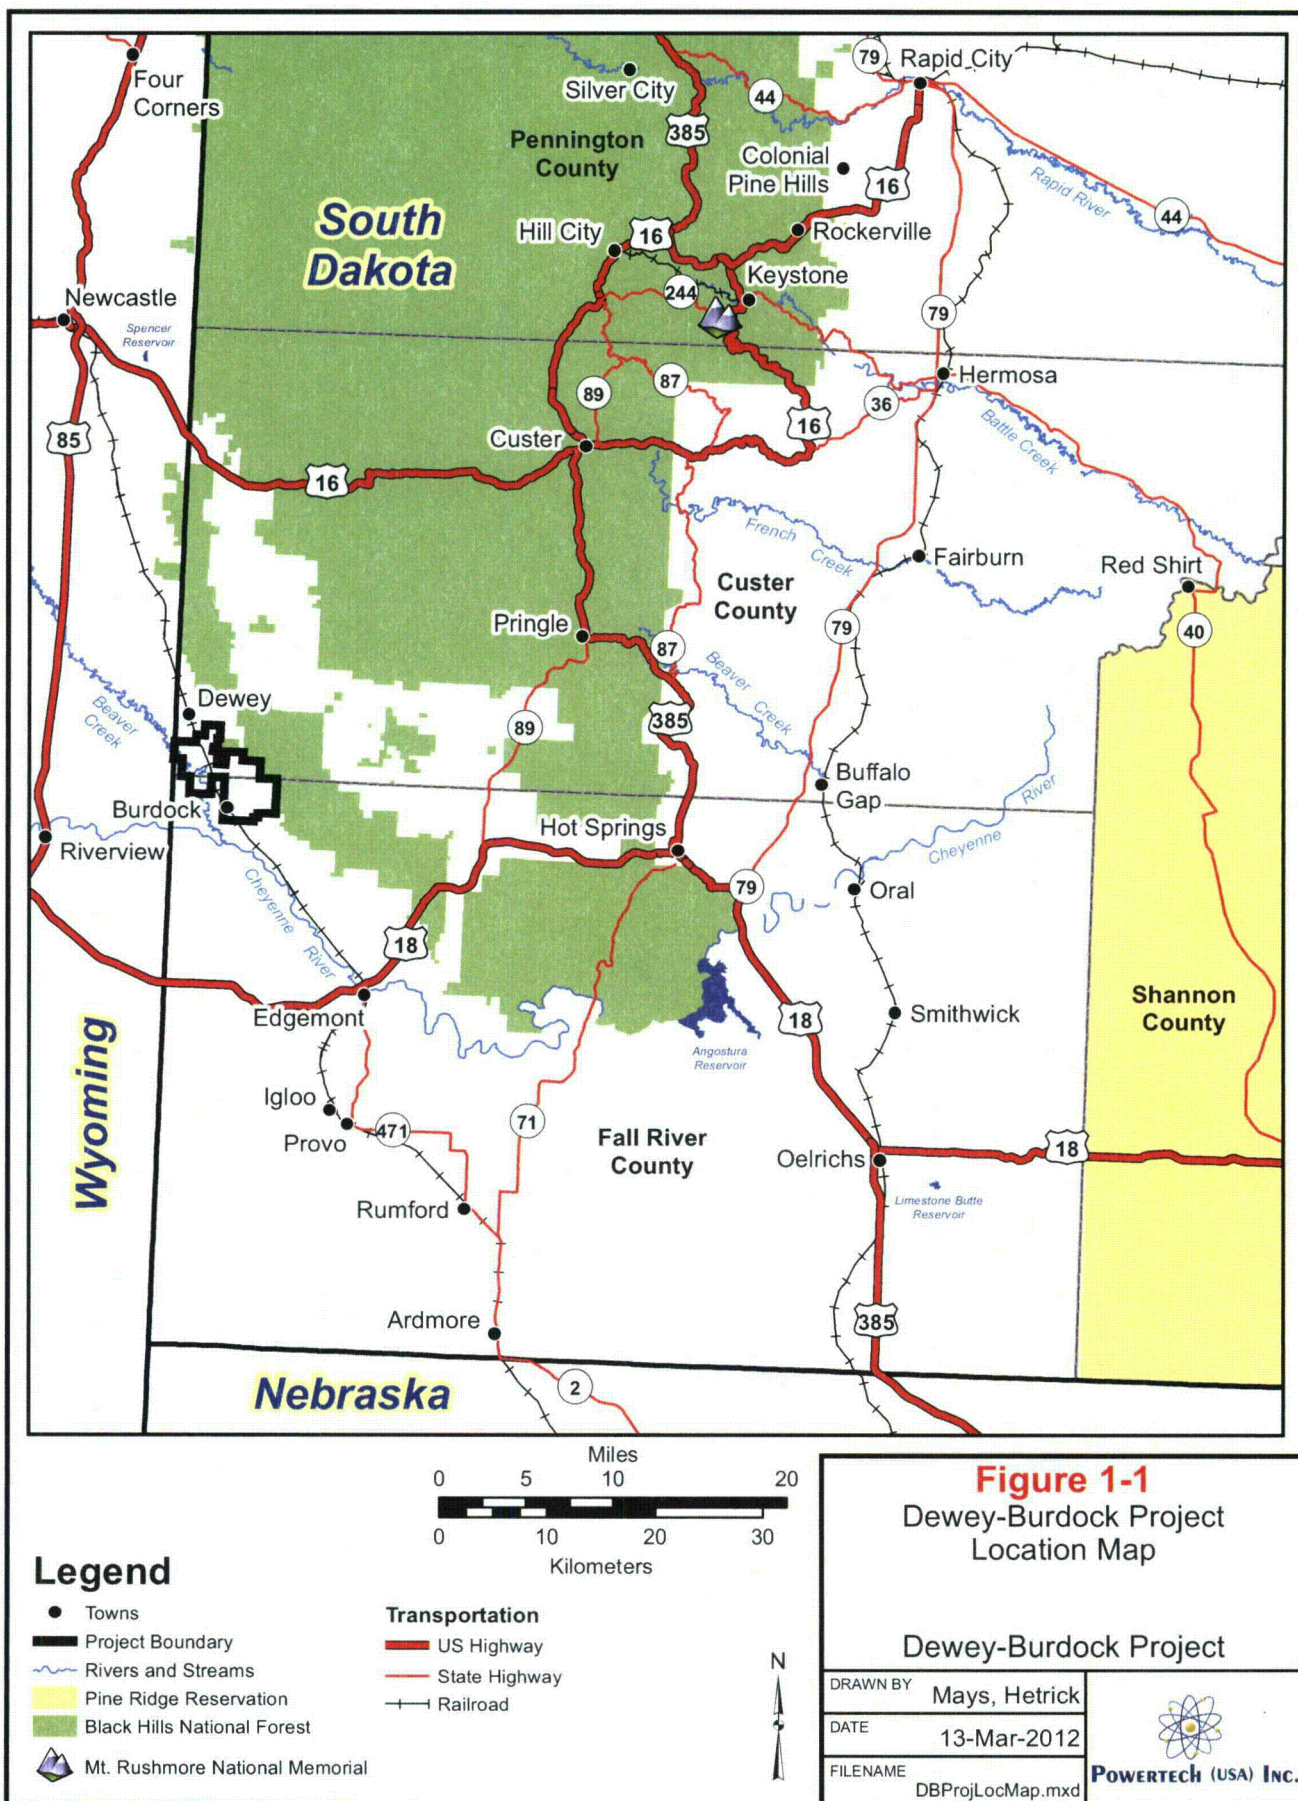 Four
Corners
Silver City
44
79
Rapid City
385
Pennington
County
Colonial
Pine Hills
16
Rapid River
44
South
Dakota
Hill City
16
Rockerville
Keystone
244
Newcastle
Spencer
Reservoir
79
Hermosa
89
87
36
16
Battle Creek
85
Custer
16
French
Creek
Fairburn
Red Shirt
Custer
County
Pringle
79
40
87
Beaver
Creek
Dewey
Beaver
Creek
89
385
Buffalo
Gap
River
Cheyenne
Burdock
Hot Springs
Riverview
79
Oral
Cheyenne
River
18
Edgemont
18
Smithwick
Shannon
County
Angostura
Reservoir
Wyoming
Igloo
Provo
471
71
Fall River
County
Oelrichs
18
Limestone Butte
Reservoir
Rumford
Ardmore
385
Nebraska
2
Miles
0 5 10 20
0 10 20 30
Kilometers
Legend
Towns
Project Boundary
Rivers and Streams
Pine Ridge Reservation
Black Hills National Forest
Mt. Rushmore National Memorial
Transportation
US Highway
State Highway
Railroad
N
Figure 1-1
Dewey-Burdock Project
Location Map
Dewey-Burdock Project
DRAWN BY
Mays, Hetrick
DATE
13-Mar-2012
FILENAME
DBProjLocMap.mxd
POWERTECH (USA) INC.